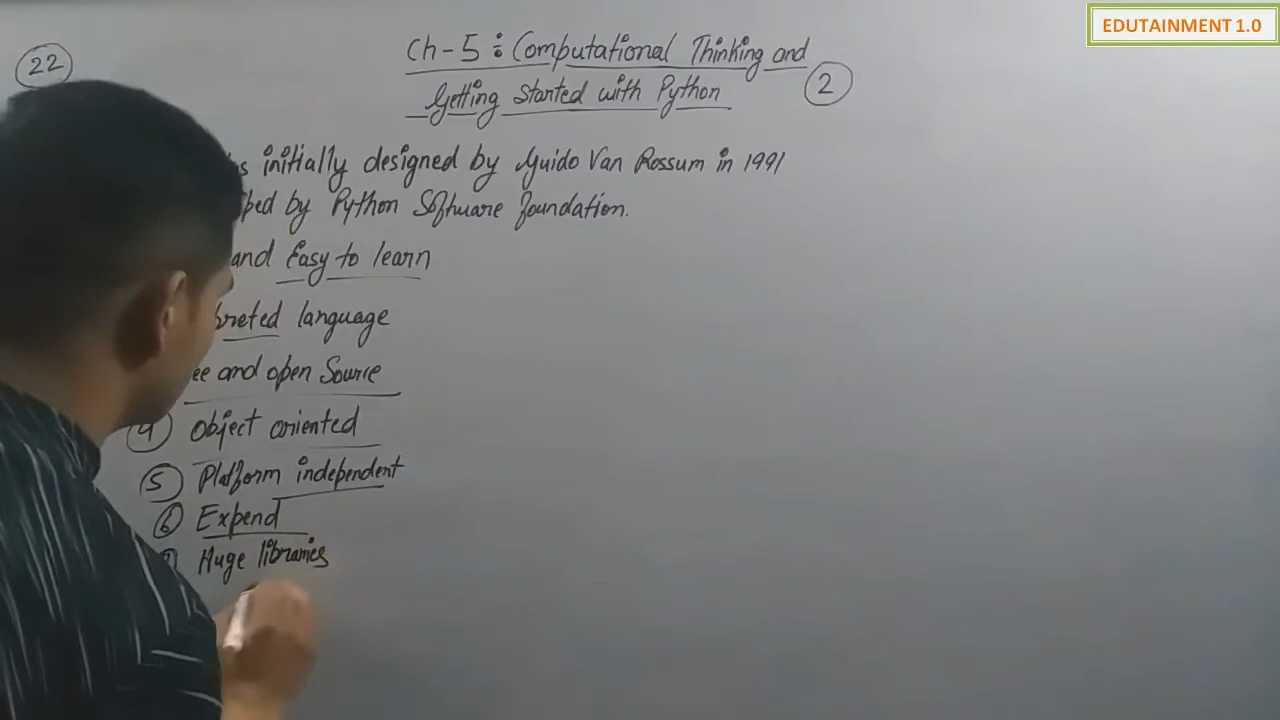 EDUTAINMENT 1.0
22
Ch-5: Computational Thinking and
Getting Started with Python
2
initially designed by Guido Van Rossum in 1991
by Python Software foundation.
and Easy to learn
language
and open Source
4 Object oriented
5 Platform independent
6 Expend
Huge libraries